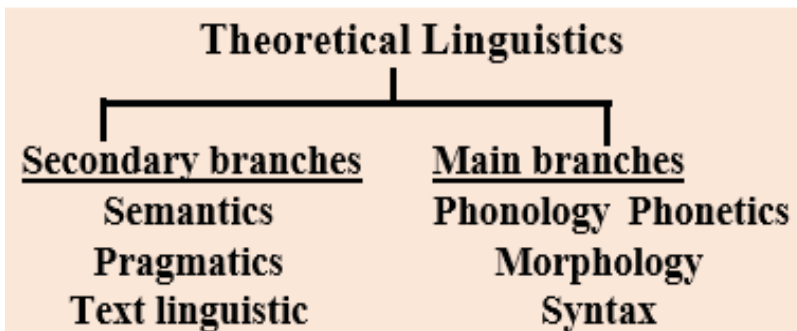 Theoretical Linguistics
Secondary branches
Semantics
Pragmatics
Text linguistic
Main branches
Phonology Phonetics
Morphology
Syntax